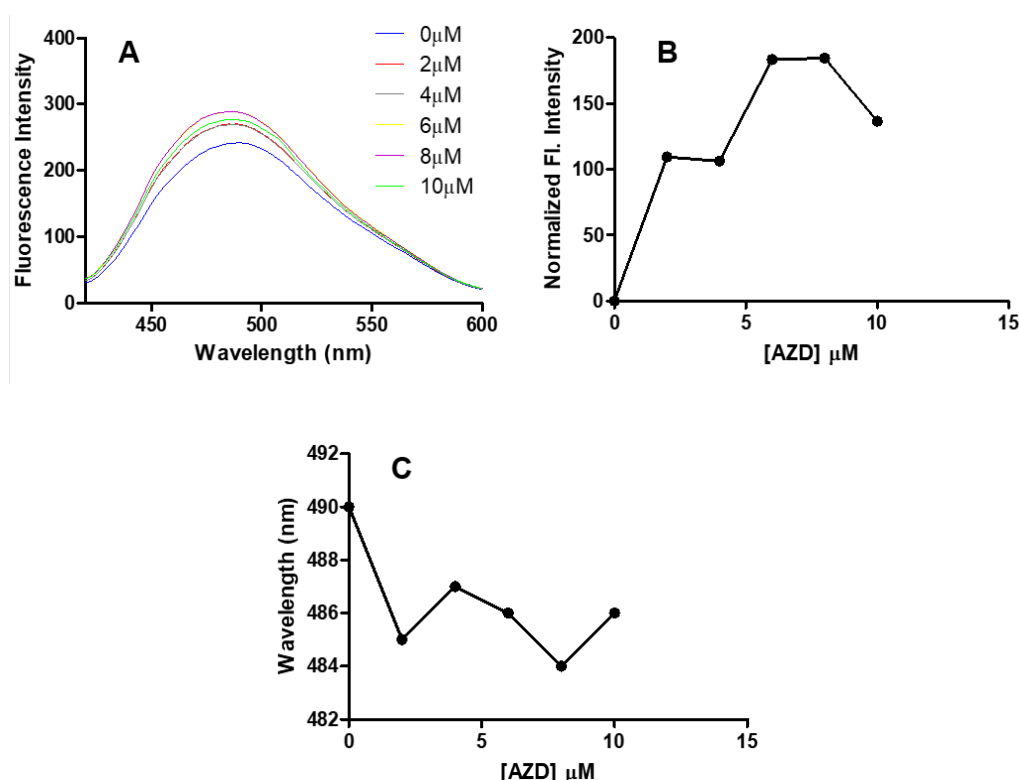 A
Fluorescence Intensity
400
300
200
100
0
450
500
550
600
Wavelength (nm)
0μM
2μM
4μM
6μM
8μM
10μM
B
Normalized Fl. Intensity
200
150
100
50
0
0
5
10
15
[AZD] μM
C
Wavelength (nm)
492
490
488
486
484
482
0
5
10
15
[AZD] μM